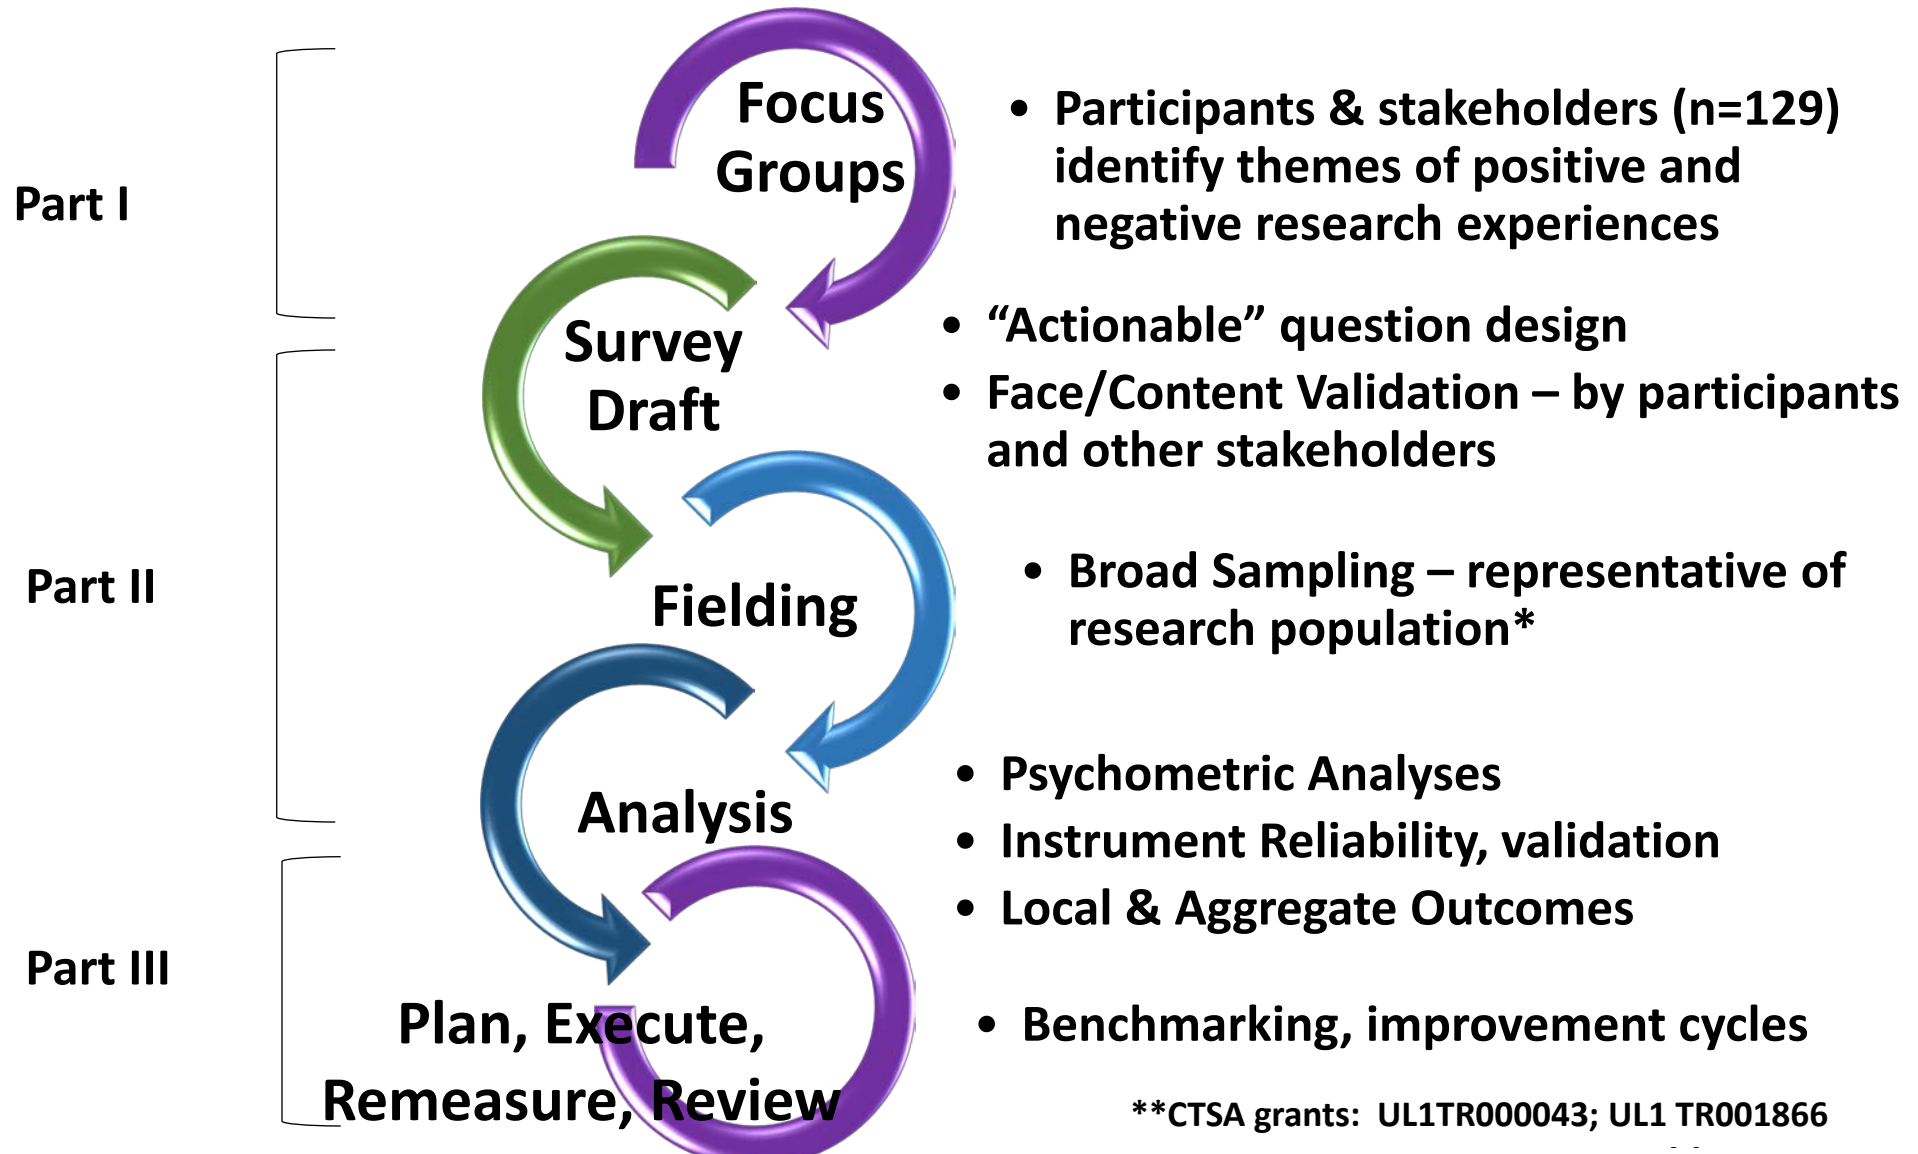 Part I
Focus
Groups
• Participants & stakeholders (n=129)
identify themes of positive and
negative research experiences
Part II
Survey
Draft
• “Actionable” question design
• Face/Content Validation – by participants
and other stakeholders
Fielding
• Broad Sampling – representative of
research population*
Analysis
• Psychometric Analyses
• Instrument Reliability, validation
• Local & Aggregate Outcomes
Part III
Plan, Execute,
Remeasure, Review
• Benchmarking, improvement cycles
**CTSA grants: UL1TR000043; UL1 TR001866